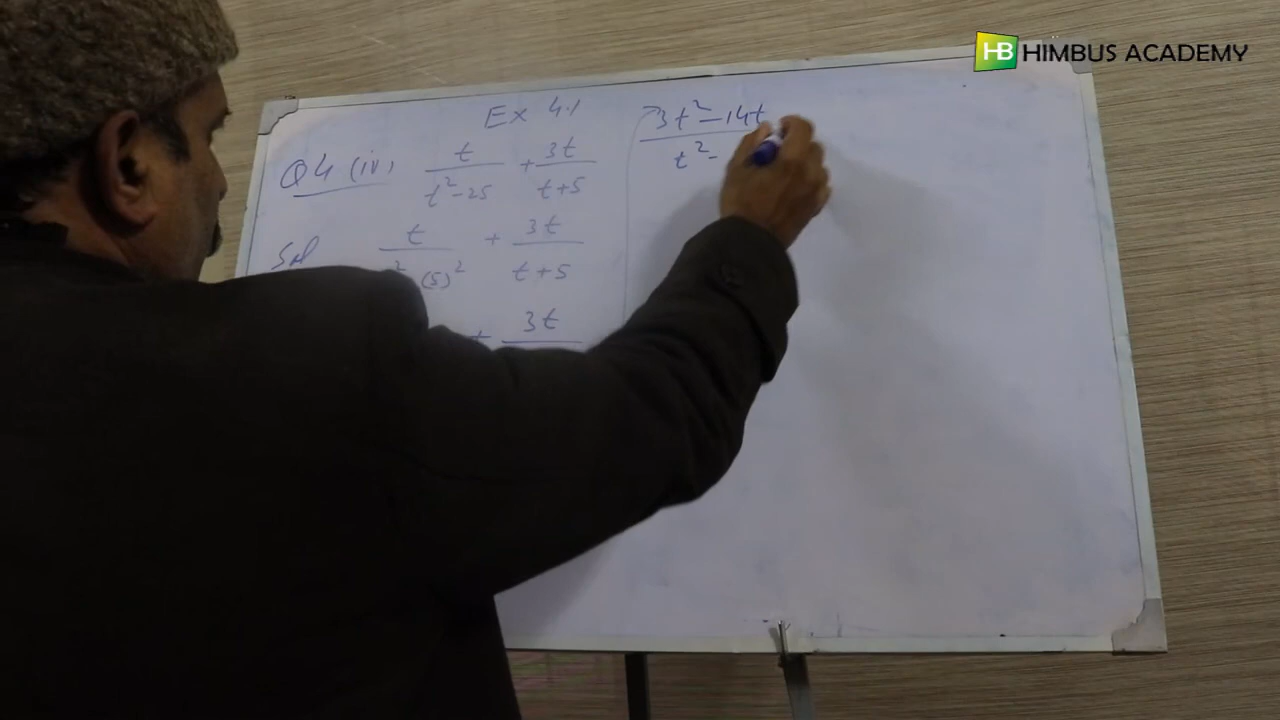 HB HIMBUS ACADEMY
Ex 4.1
Q4 (iv) t/(t²-25) + 3t/(t+5)
Sol t/( ² (5)²) + 3t/(t+5)
+ 3t
3t²-14t
t²-